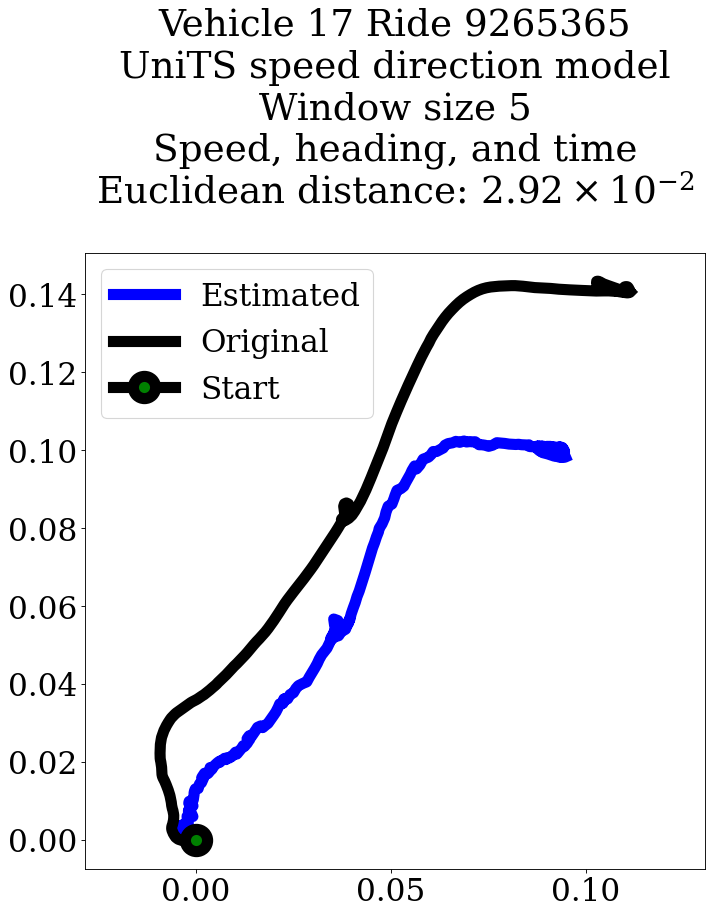 Vehicle 17 Ride 9265365
UniTS speed direction model
Window size 5
Speed, heading, and time
Euclidean distance: 2.92 × 10⁻²
Estimated
Original
Start
0.14
0.12
0.10
0.08
0.06
0.04
0.02
0.00
0.00 0.05 0.10